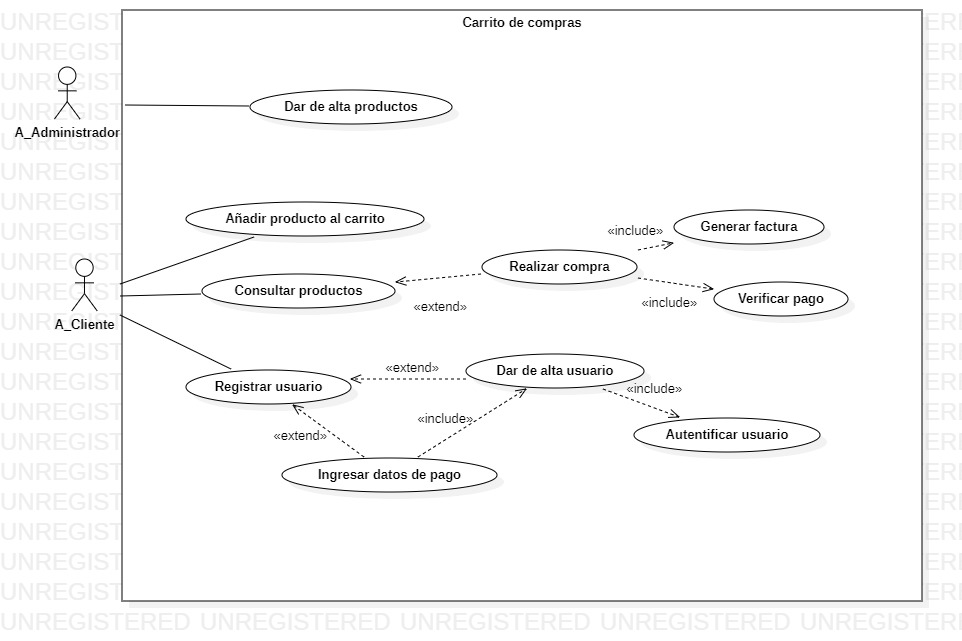 Carrito de compras
A_Administrador
Dar de alta productos
Añadir producto al carrito
Generar factura
«include»
Realizar compra
A_Cliente
Consultar productos
«extend»
«include»
Verificar pago
Registrar usuario
«extend»
Dar de alta usuario
«include»
«include»
«extend»
Autentificar usuario
Ingresar datos de pago
UNREGISTERED UNREGISTERED UNREGISTERED UNREGISTERED UNREGISTERED